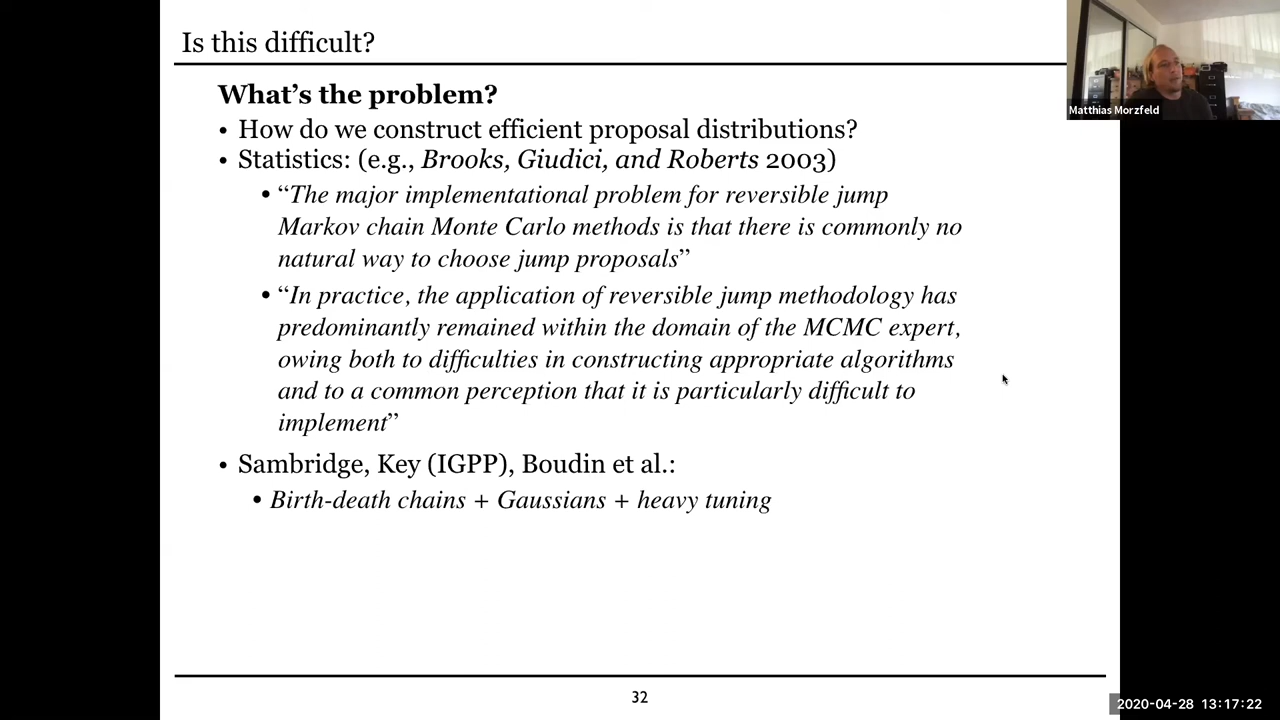 Is this difficult?
Matthias Morzfeld
What’s the problem?
• How do we construct efficient proposal distributions?
• Statistics: (e.g., Brooks, Giudici, and Roberts 2003)
• “The major implementational problem for reversible jump
Markov chain Monte Carlo methods is that there is commonly no
natural way to choose jump proposals”
• “In practice, the application of reversible jump methodology has
predominantly remained within the domain of the MCMC expert,
owing both to difficulties in constructing appropriate algorithms
and to a common perception that it is particularly difficult to
implement”
• Sambridge, Key (IGPP), Boudin et al.:
• Birth-death chains + Gaussians + heavy tuning
32
2020-04-28 13:17:22